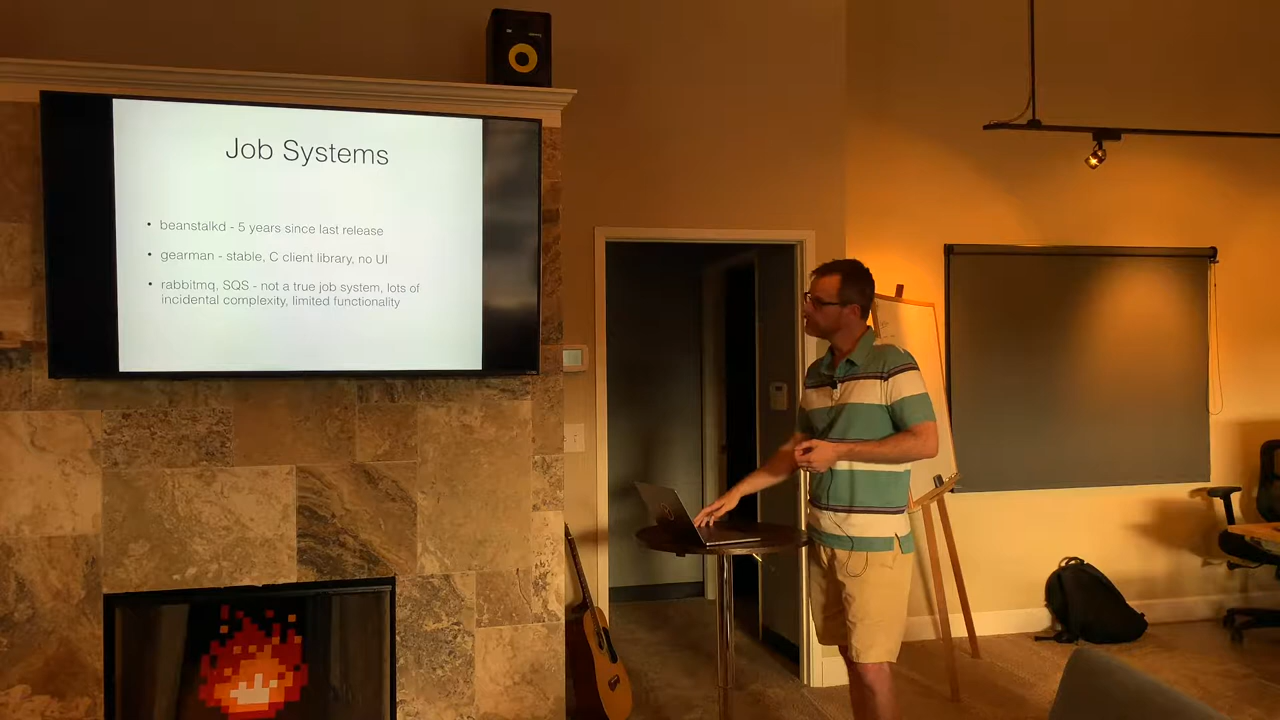 Job Systems
• beanstalkd - 5 years since last release
• gearman - stable, C client library, no UI
• rabbitmq, SQS - not a true job system, lots of
incidental complexity, limited functionality